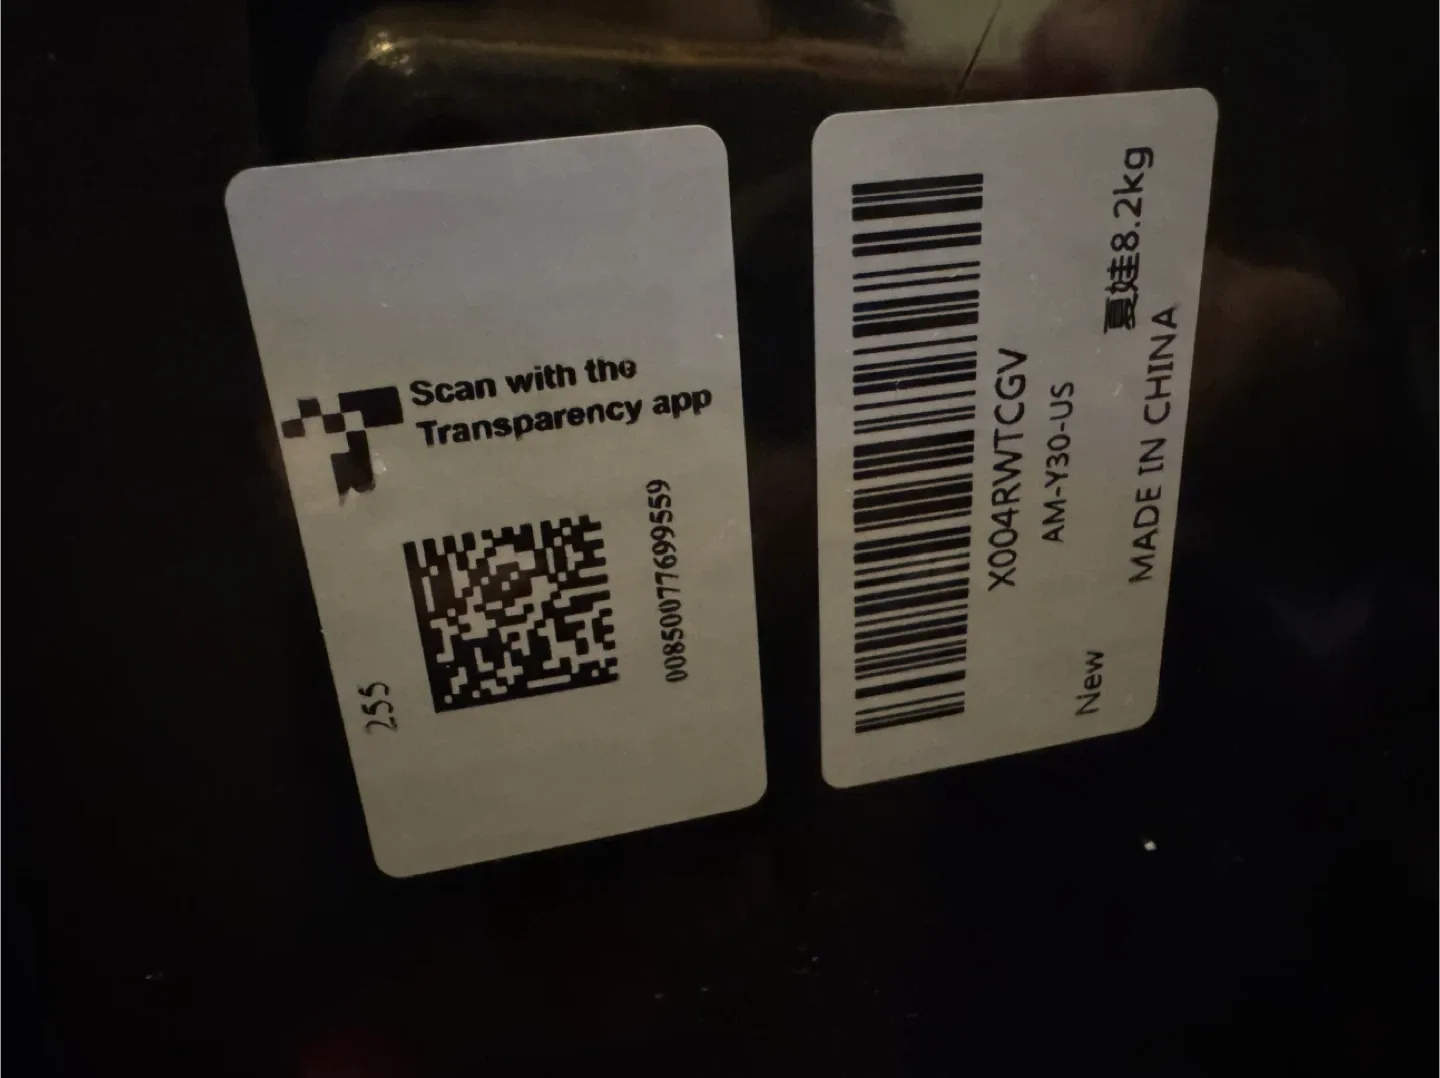 Scan with the
Transparency app
00850077699559
255
X004RWTCGV
AM-Y30-US
夏娃8.2kg
MADE IN CHINA
New